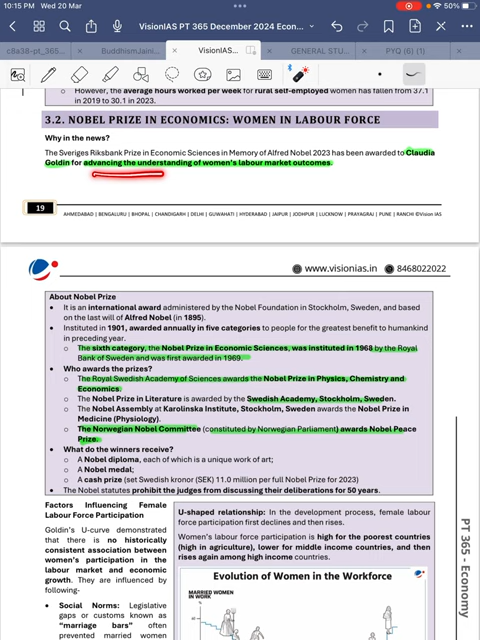 10:15 PM Wed 20 Mar
50%
VisionIAS PT 365 December 2024 Econ...
c8a38-pt_365...
BuddhismJaini...
VisionIAS...
GENERAL STU...
PYQ (6) (1)
o However, the average hours worked per week for rural self-employed women has fallen from 37.1
in 2019 to 30.1 in 2023.
3.2. NOBEL PRIZE IN ECONOMICS: WOMEN IN LABOUR FORCE
Why in the news?
The Sveriges Riksbank Prize in Economic Sciences in Memory of Alfred Nobel 2023 has been awarded to Claudia
Goldin for advancing the understanding of women's labour market outcomes.
19
AHMEDABAD | BENGALURU | BHOPAL | CHANDIGARH | DELHI | GUWAHATI | HYDERABAD | JAIPUR | JODHPUR | LUCKNOW | PRAYAGRAJ | PUNE | RANCHI ©Vision IAS
www.visionias.in
8468022022
About Nobel Prize
• It is an international award administered by the Nobel Foundation in Stockholm, Sweden, and based
on the last will of Alfred Nobel (in 1895).
• Instituted in 1901, awarded annually in five categories to people for the greatest benefit to humankind
in preceding year.
o The sixth category, the Nobel Prize in Economic Sciences, was instituted in 1968 by the Royal
Bank of Sweden and was first awarded in 1969.
• Who awards the prizes?
o The Royal Swedish Academy of Sciences awards the Nobel Prize in Physics, Chemistry and
Economics.
o The Nobel Prize in Literature is awarded by the Swedish Academy, Stockholm, Sweden.
o The Nobel Assembly at Karolinska Institute, Stockholm, Sweden awards the Nobel Prize in
Medicine (Physiology).
o The Norwegian Nobel Committee (constituted by Norwegian Parliament) awards Nobel Peace
Prize.
• What do the winners receive?
o A Nobel diploma, each of which is a unique work of art;
o A Nobel medal;
o A cash prize (set Swedish kronor (SEK) 11.0 million per full Nobel Prize for 2023)
• The Nobel statutes prohibit the judges from discussing their deliberations for 50 years.
Factors Influencing Female
Labour Force Participation
Goldin's U-curve demonstrated
that there is no historically
consistent association between
women's participation in the
labour market and economic
growth. They are influenced by
following-
• Social Norms: Legislative
gaps or customs known as
"marriage bars" often
prevented married women
U-shaped relationship: In the development process, female labour
force participation first declines and then rises.
Women's labour force participation is high for the poorest countries
(high in agriculture), lower for middle income countries, and then
rises again among high income countries.
Evolution of Women in the Workforce
MARRIED WOMEN
IN WORK
%
PT 365 - Economy